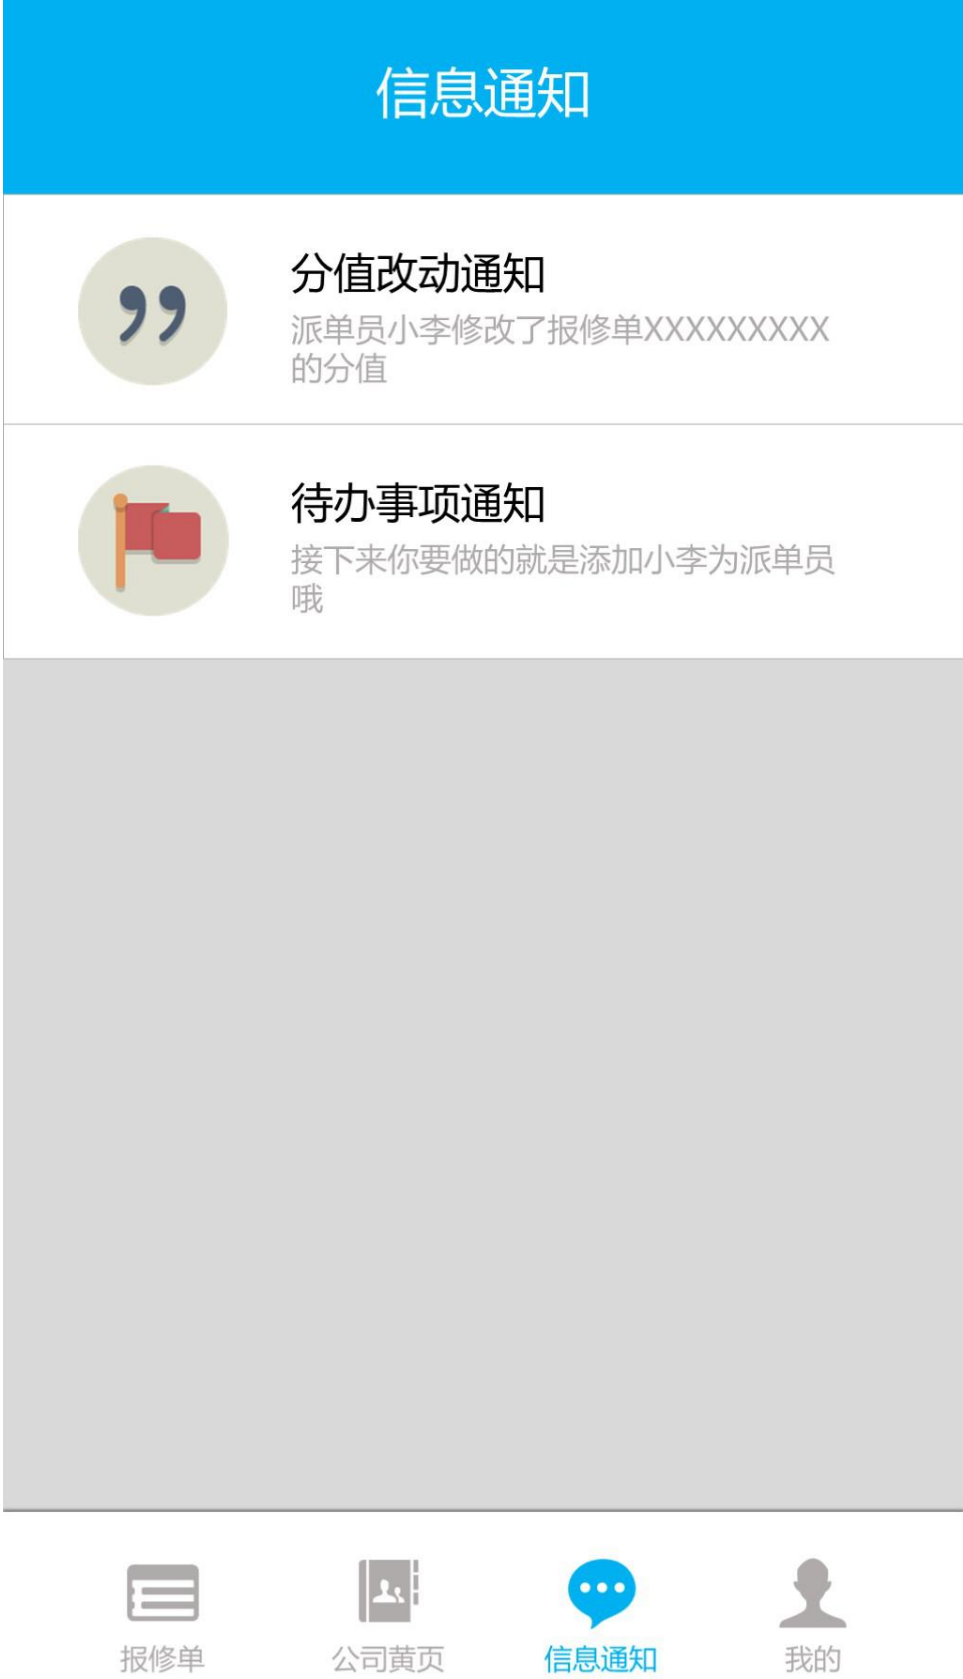 信息通知
分值改动通知
派单员小李修改了报修单XXXXXXXXX
的分值
待办事项通知
接下来你要做的就是添加小李为派单员
哦
报修单
公司黄页
信息通知
我的